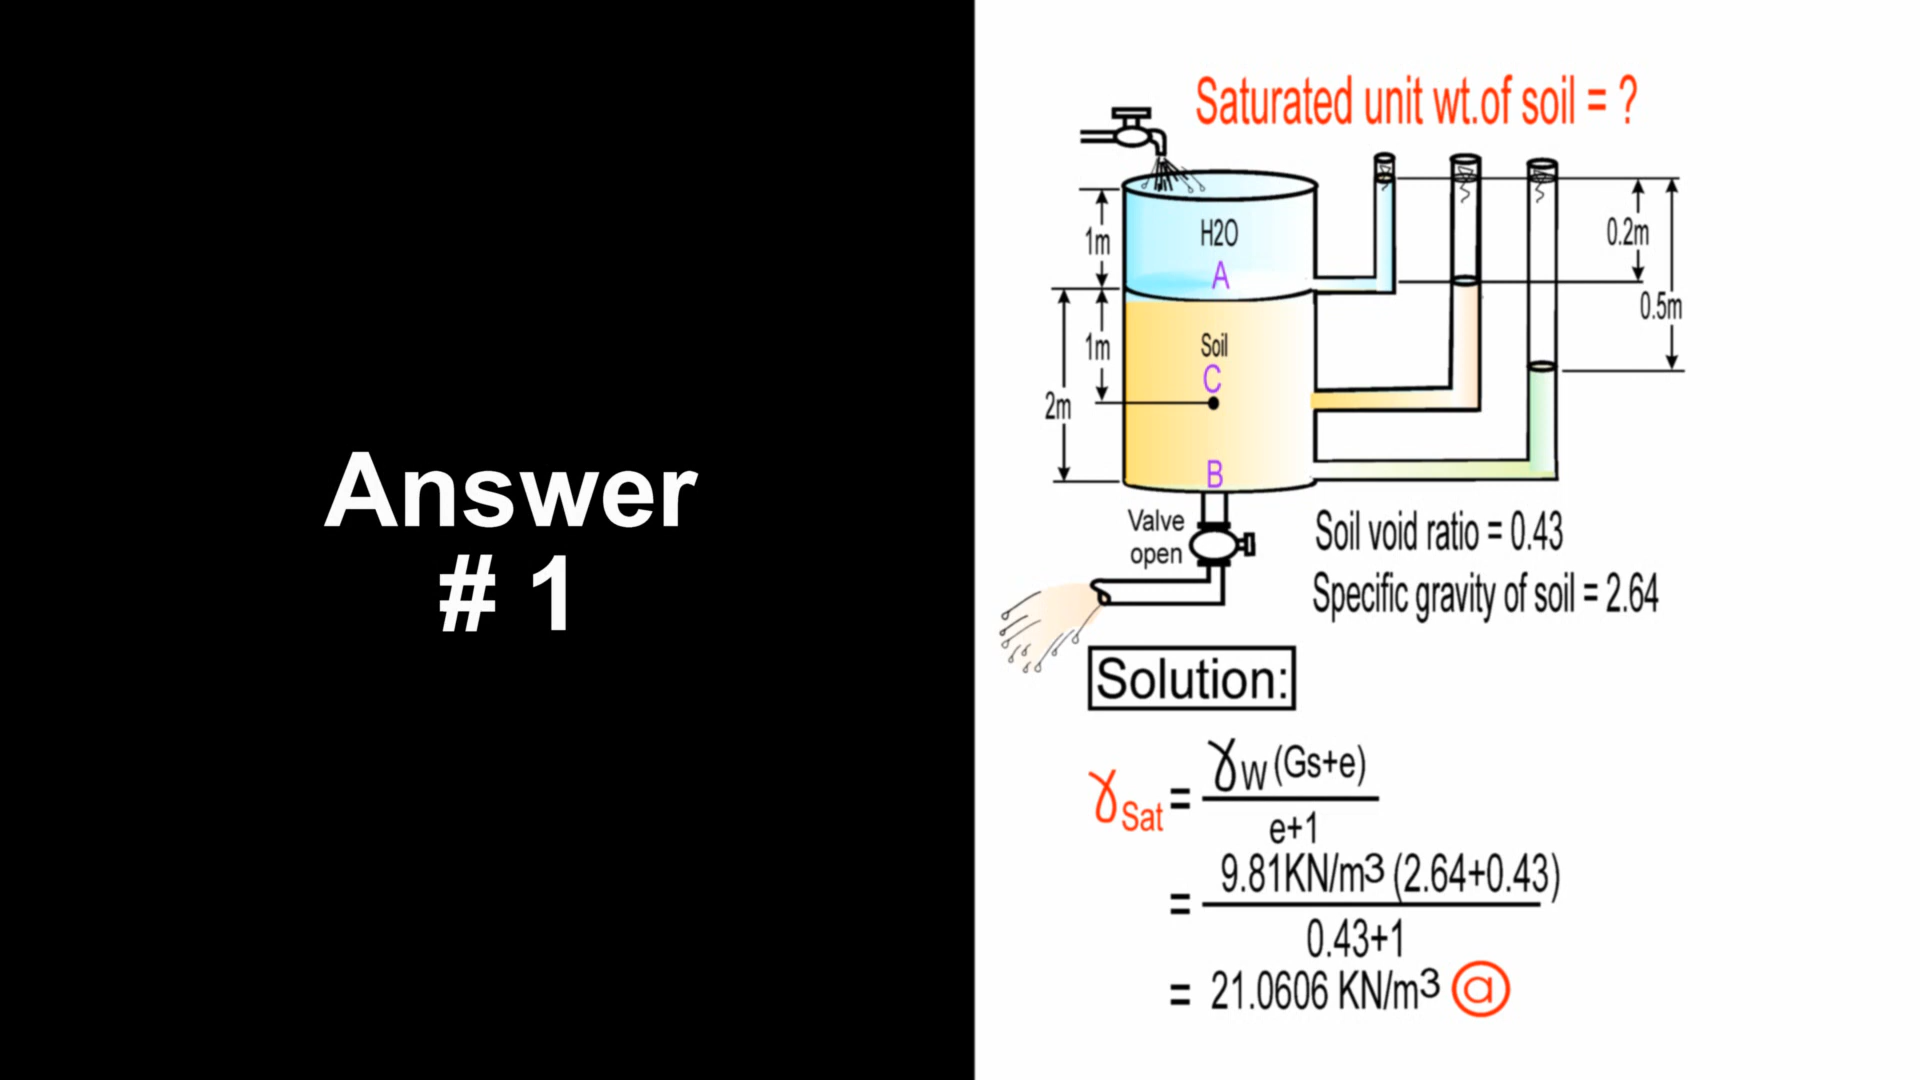 Answer
# 1
Saturated unit wt.of soil = ?
1m
H2O
A
0.2m
0.5m
1m
Soil
C
2m
B
Valve
open
Soil void ratio = 0.43
Specific gravity of soil = 2.64
Solution:
γSat = γw (Gs+e)
e+1
= 9.81KN/m3 (2.64+0.43)
0.43+1
= 21.0606 KN/m3 a